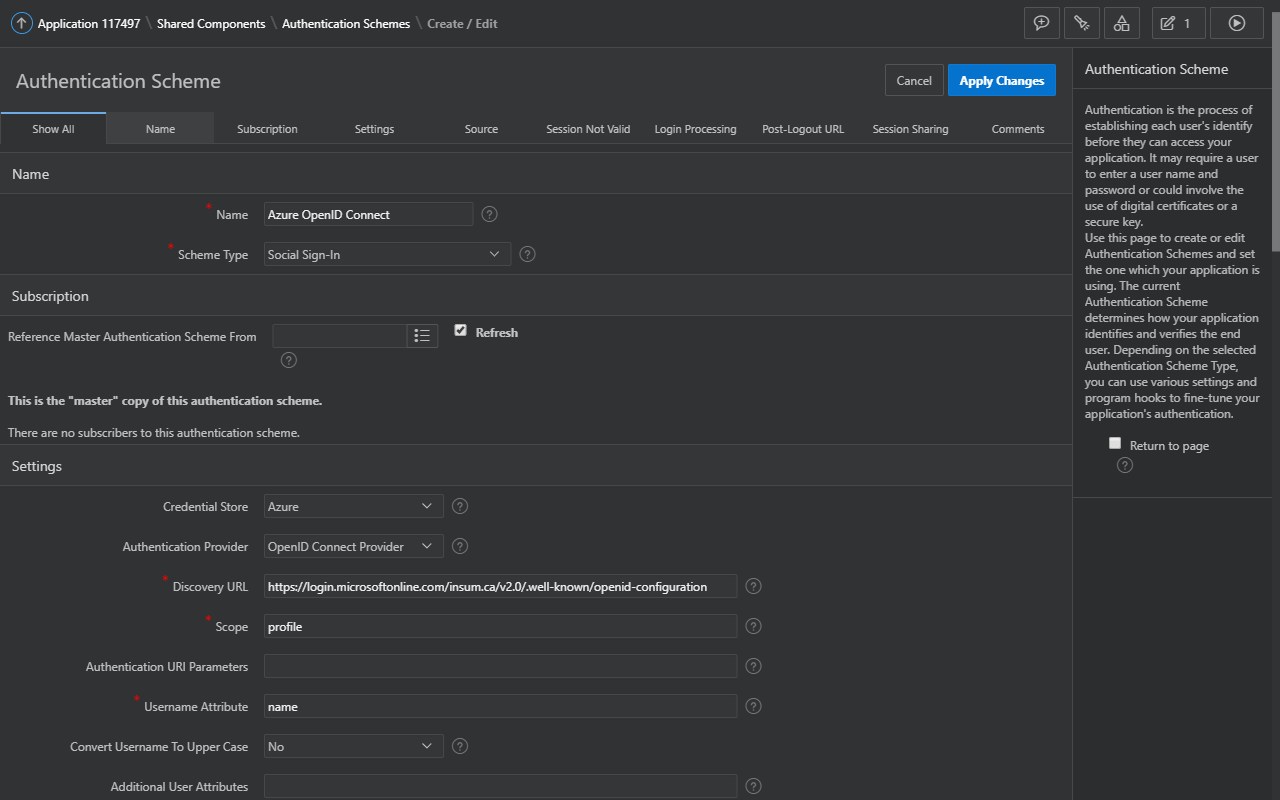 Application 117497 \ Shared Components \ Authentication Schemes \ Create / Edit
1
Authentication Scheme
Cancel
Apply Changes
Show All
Name
Subscription
Settings
Source
Session Not Valid
Login Processing
Post-Logout URL
Session Sharing
Comments
Name
* Name
Azure OpenID Connect
?
* Scheme Type
Social Sign-In
?
Subscription
Reference Master Authentication Scheme From
Refresh
?
This is the "master" copy of this authentication scheme.
There are no subscribers to this authentication scheme.
Settings
Credential Store
Azure
?
Authentication Provider
OpenID Connect Provider
?
* Discovery URL
https://login.microsoftonline.com/insum.ca/v2.0/.well-known/openid-configuration
?
* Scope
profile
?
Authentication URI Parameters
?
* Username Attribute
name
?
Convert Username To Upper Case
No
?
Additional User Attributes
?
Authentication Scheme
Authentication is the process of
establishing each user's identify
before they can access your
application. It may require a user
to enter a user name and
password or could involve the
use of digital certificates or a
secure key.
Use this page to create or edit
Authentication Schemes and set
the one which your application is
using. The current
Authentication Scheme
determines how your application
identifies and verifies the end
user. Depending on the selected
Authentication Scheme Type,
you can use various settings and
program hooks to fine-tune your
application's authentication.
Return to page
?